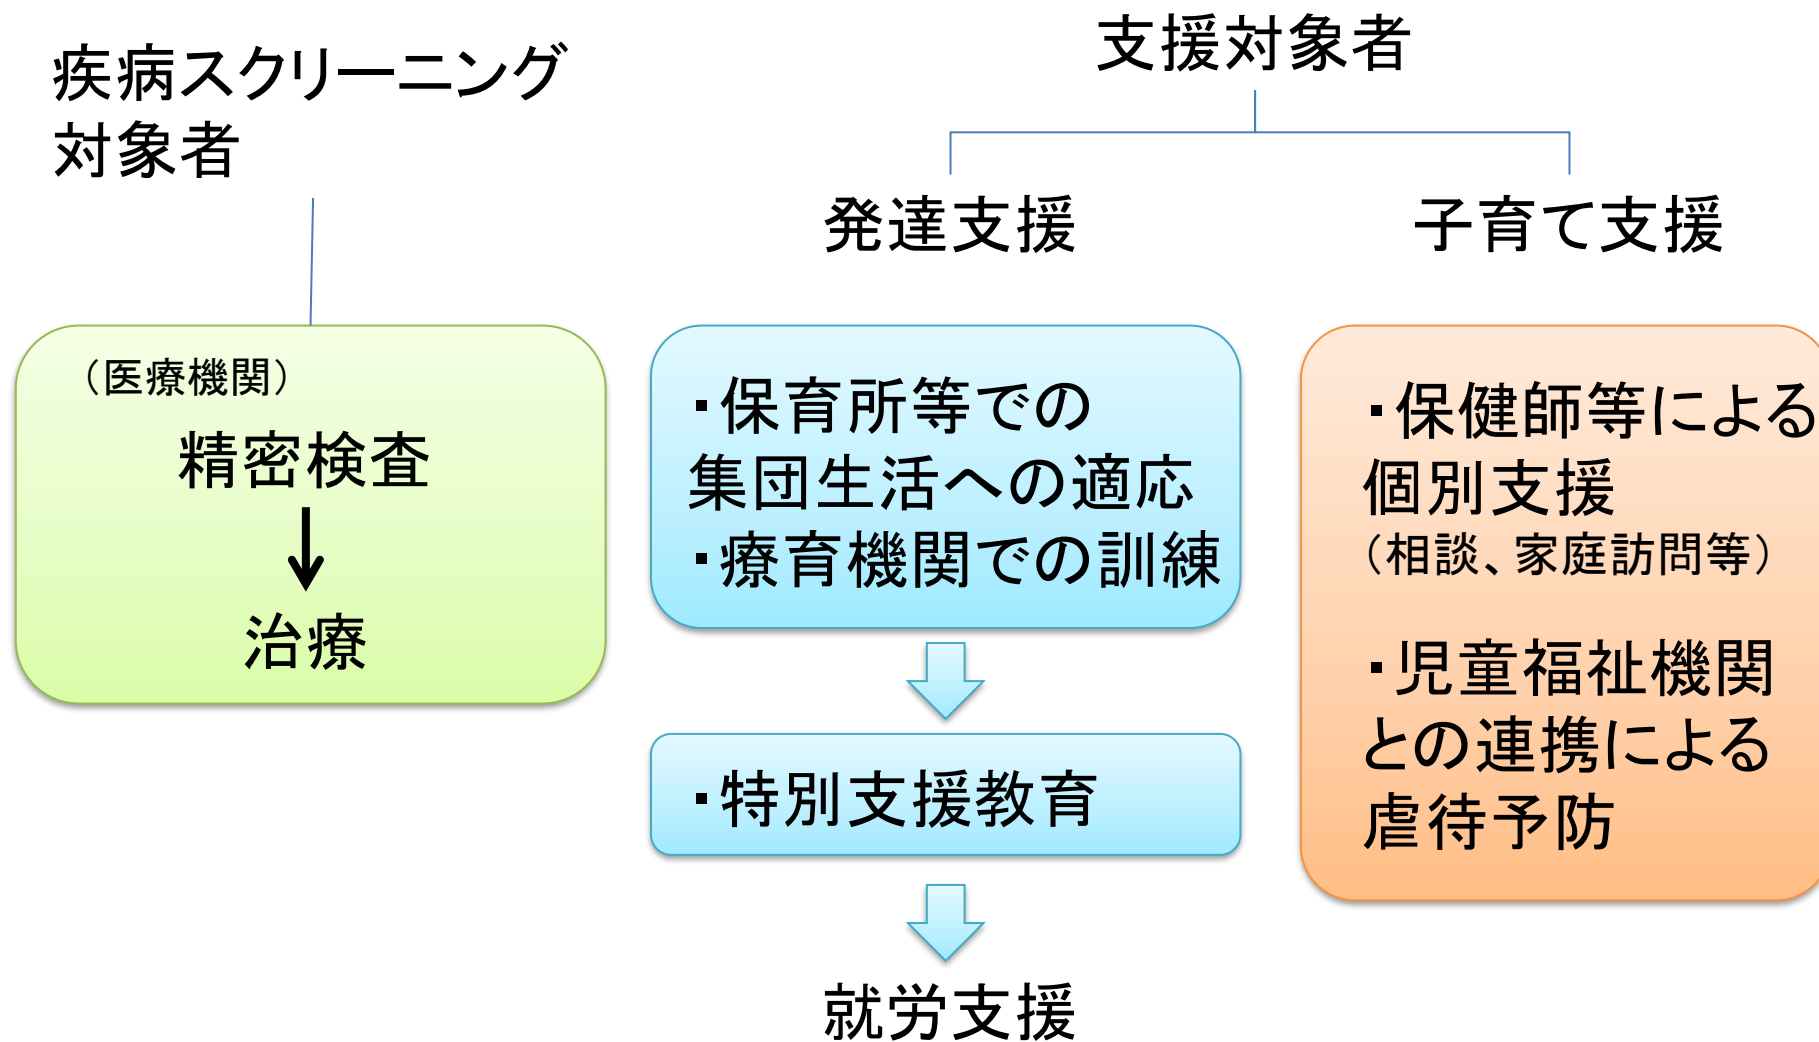 疾病スクリーニング
対象者
(医療機関)
精密検査
治療
支援対象者
発達支援
・保育所等での
集団生活への適応
・療育機関での訓練
・特別支援教育
就労支援
子育て支援
・保健師等による
個別支援
(相談、家庭訪問等)
・児童福祉機関
との連携による
虐待予防